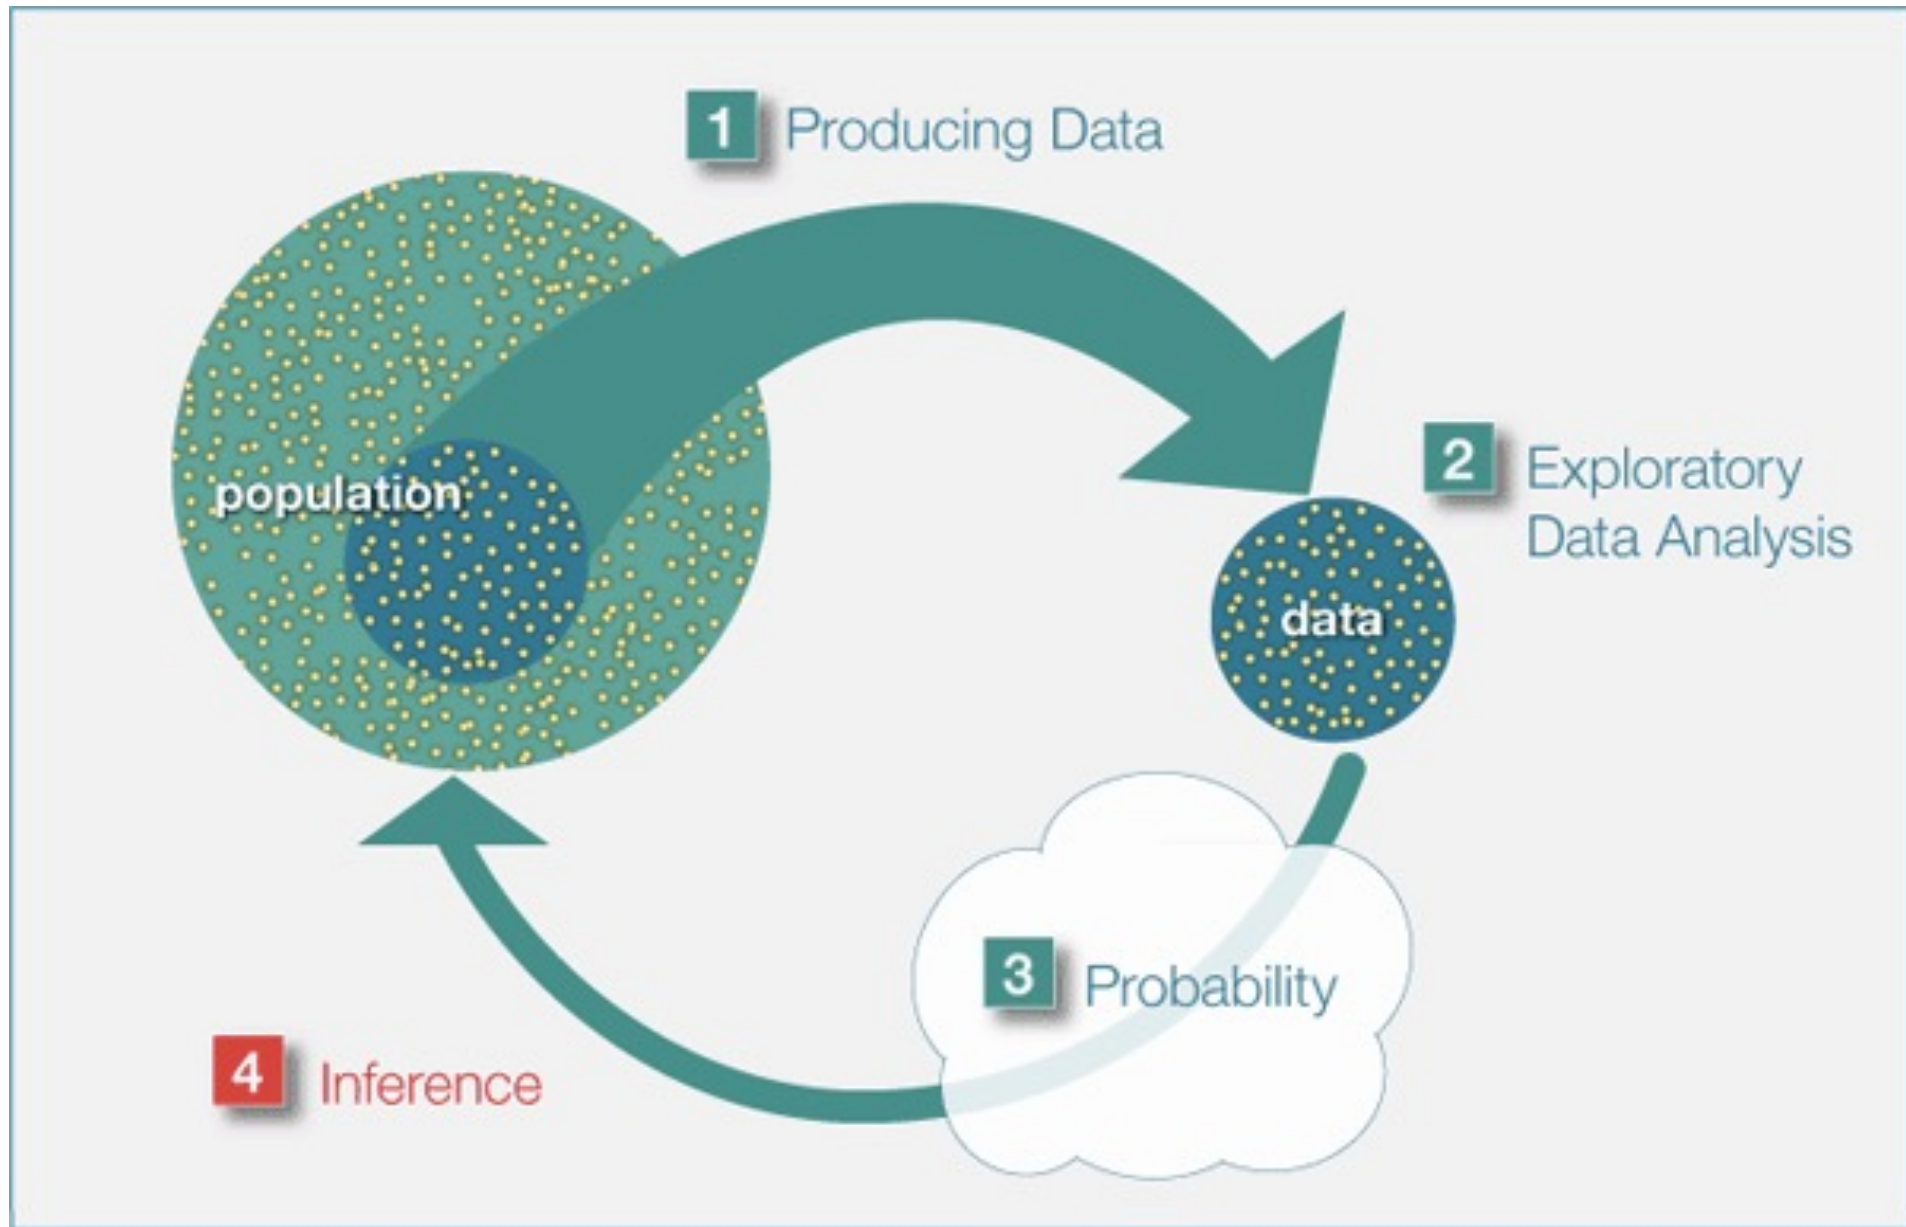 1 Producing Data
population
2 Exploratory
Data Analysis
data
3 Probability
4 Inference